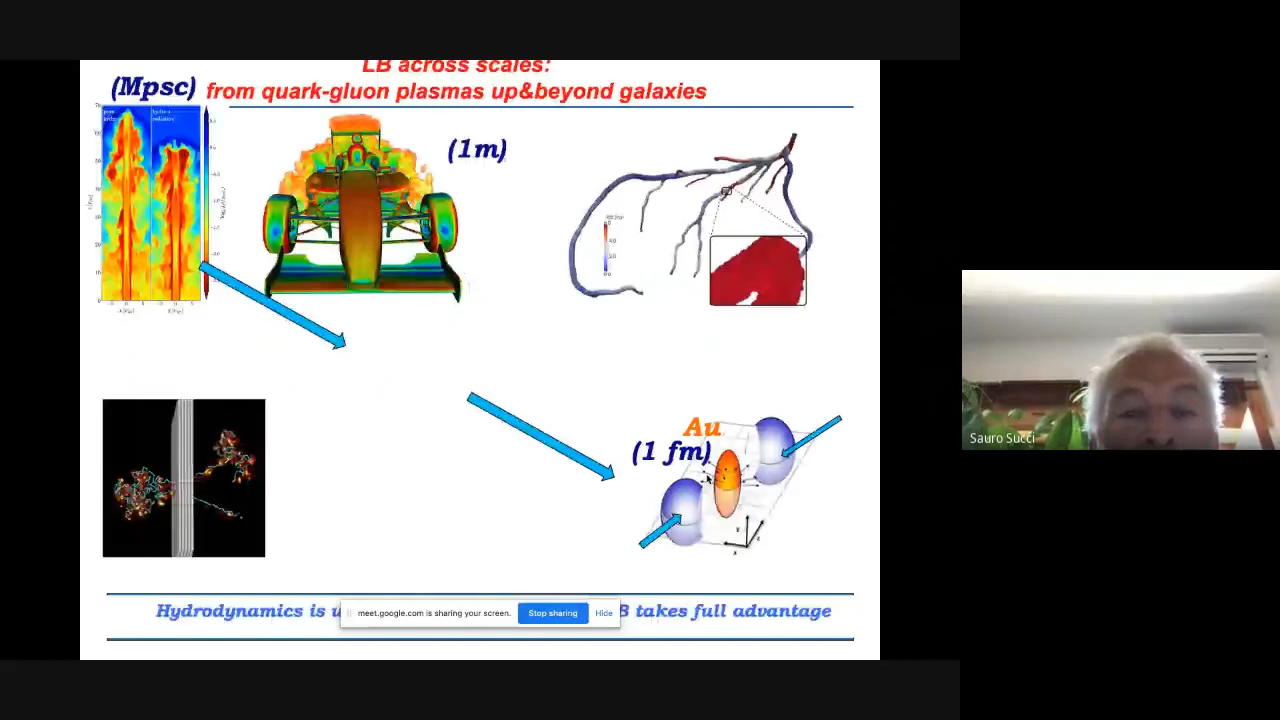 LB across scales:
(Mpsc) from quark-gluon plasmas up&beyond galaxies
(1m)
Au
(1 fm)
Hydrodynamics is
B takes full advantage
meet.google.com is sharing your screen.
Stop sharing
Hide
Sauro Succi